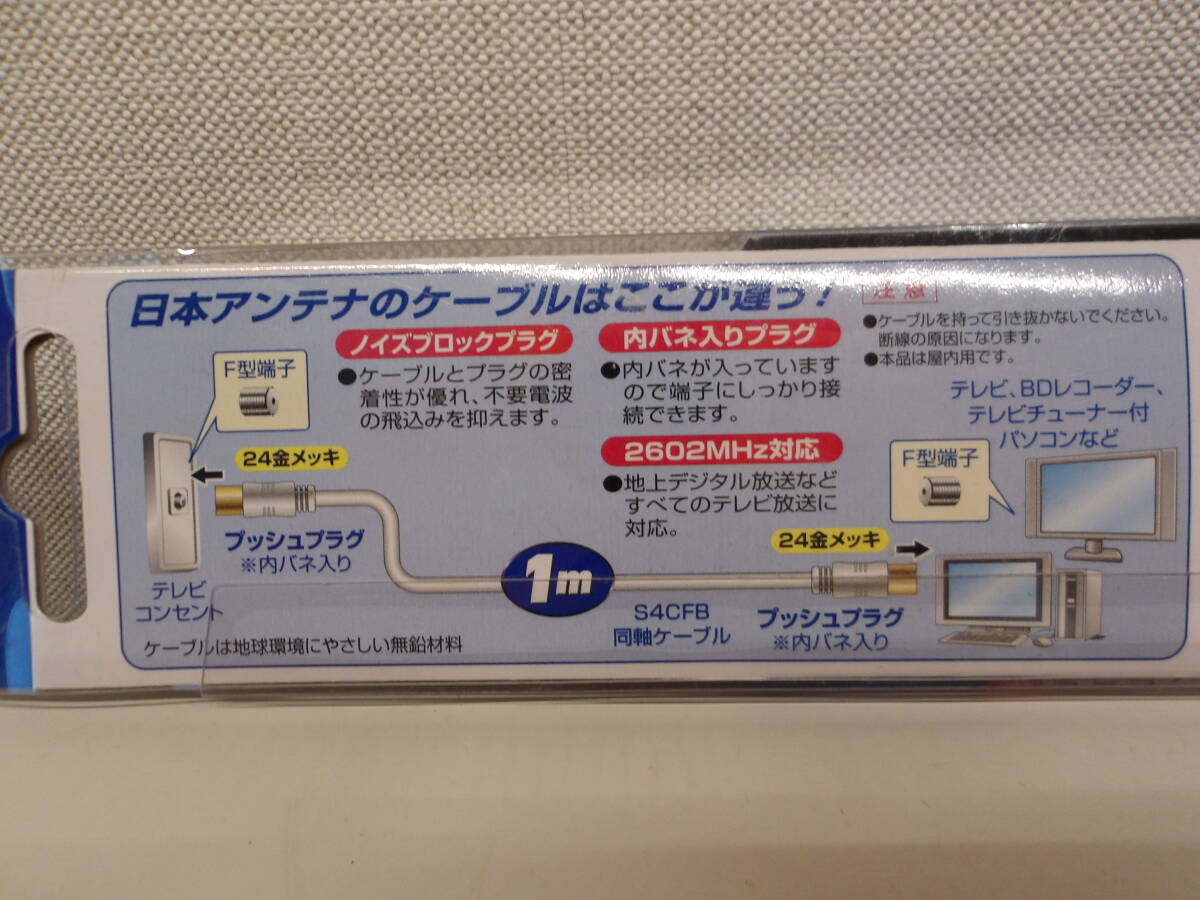 日本アンテナのケーブルはここが違う!
ノイズブロックプラグ
●ケーブルとプラグの密
着性が優れ、不要電波
の飛込みを抑えます。
内バネ入りプラグ
●内バネが入っています
ので端子にしっかり接
続できます。
2602MHz対応
●地上デジタル放送など
すべてのテレビ放送に
対応。
注意
●ケーブルを持って引き抜かないでください。
断線の原因になります。
●本品は屋内用です。
テレビ、BDレコーダー、
テレビチューナー付
パソコンなど
F型端子
24金メッキ
プッシュプラグ
※内バネ入り
テレビ
コンセント
1m
S4CFB
同軸ケーブル
F型端子
24金メッキ
プッシュプラグ
※内バネ入り
ケーブルは地球環境にやさしい無鉛材料